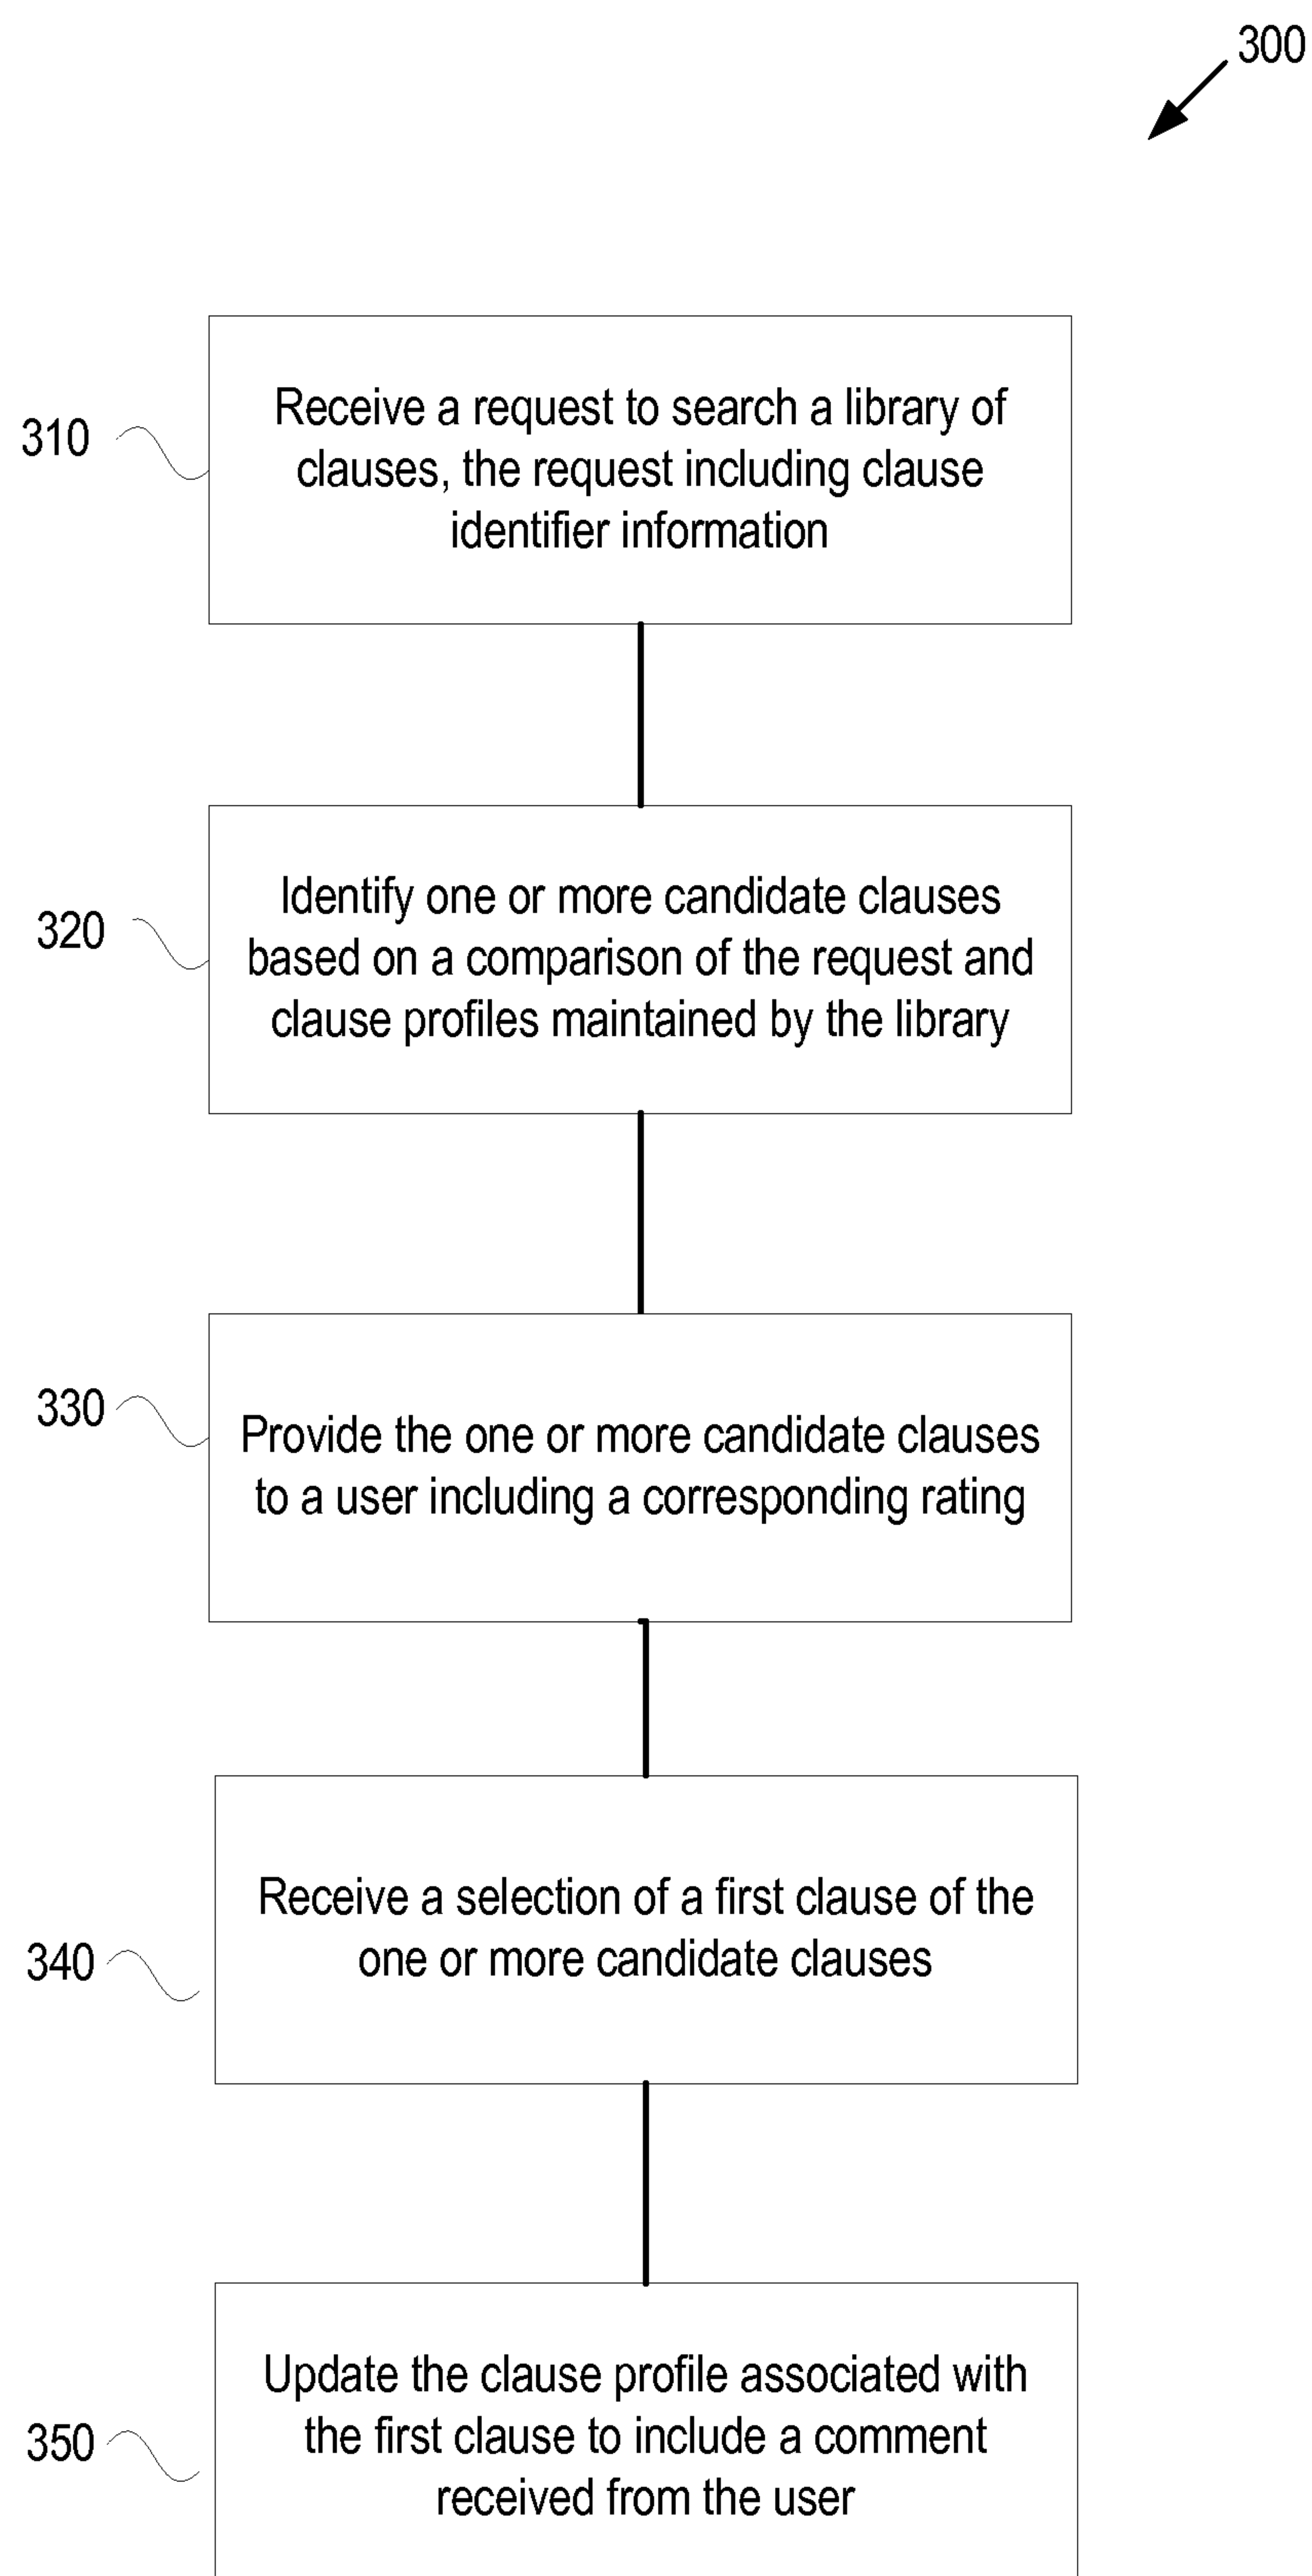 300
310
Receive a request to search a library of
clauses, the request including clause
identifier information
320
Identify one or more candidate clauses
based on a comparison of the request and
clause profiles maintained by the library
330
Provide the one or more candidate clauses
to a user including a corresponding rating
340
Receive a selection of a first clause of the
one or more candidate clauses
350
Update the clause profile associated with
the first clause to include a comment
received from the user